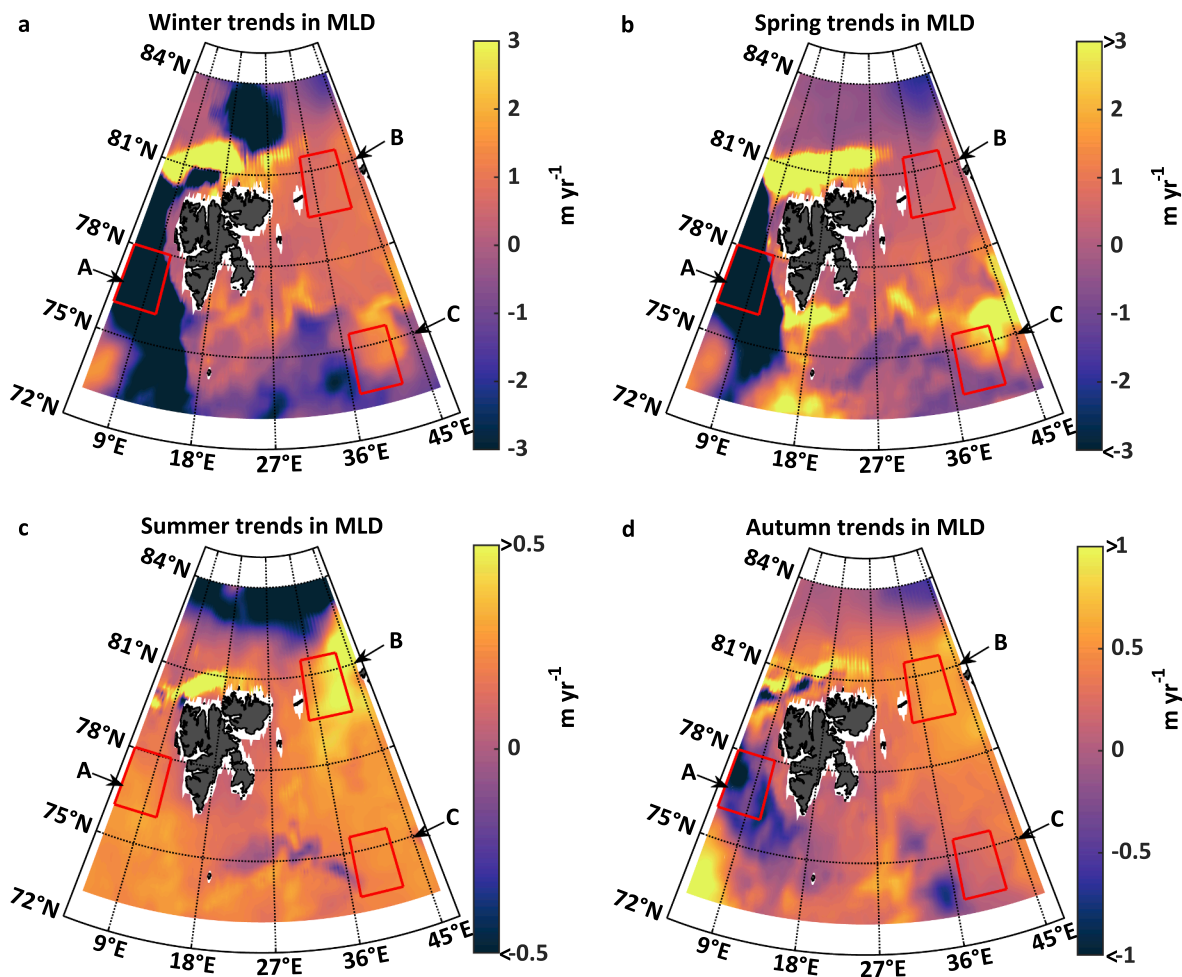 a
Winter trends in MLD
84°N
81°N
78°N
75°N
72°N
9°E
18°E
27°E
36°E
45°E
A
B
C
3
2
1
0
-1
-2
-3
m yr-1
b
Spring trends in MLD
84°N
81°N
78°N
75°N
72°N
9°E
18°E
27°E
36°E
45°E
A
B
C
>3
2
1
0
-1
-2
<-3
m yr-1
c
Summer trends in MLD
84°N
81°N
78°N
75°N
72°N
9°E
18°E
27°E
36°E
45°E
A
B
C
>0.5
0
<-0.5
m yr-1
d
Autumn trends in MLD
84°N
81°N
78°N
75°N
72°N
9°E
18°E
27°E
36°E
45°E
A
B
C
>1
0.5
0
-0.5
<-1
m yr-1